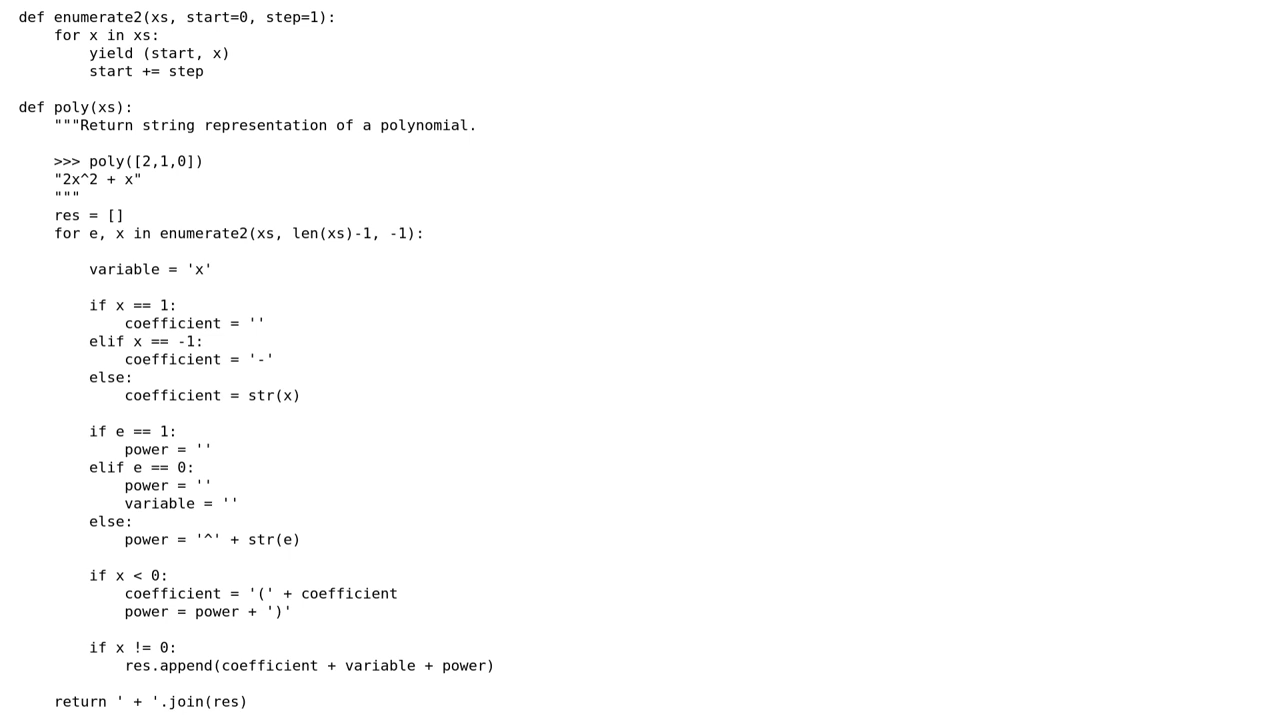 def enumerate2(xs, start=0, step=1):
    for x in xs:
        yield (start, x)
        start += step

def poly(xs):
    """Return string representation of a polynomial.

    >>> poly([2,1,0])
    "2x^2 + x"
    """
    res = []
    for e, x in enumerate2(xs, len(xs)-1, -1):

        variable = 'x'

        if x == 1:
            coefficient = ''
        elif x == -1:
            coefficient = '-'
        else:
            coefficient = str(x)

        if e == 1:
            power = ''
        elif e == 0:
            power = ''
            variable = ''
        else:
            power = '^' + str(e)

        if x < 0:
            coefficient = '(' + coefficient
            power = power + ')'

        if x != 0:
            res.append(coefficient + variable + power)

    return ' + '.join(res)